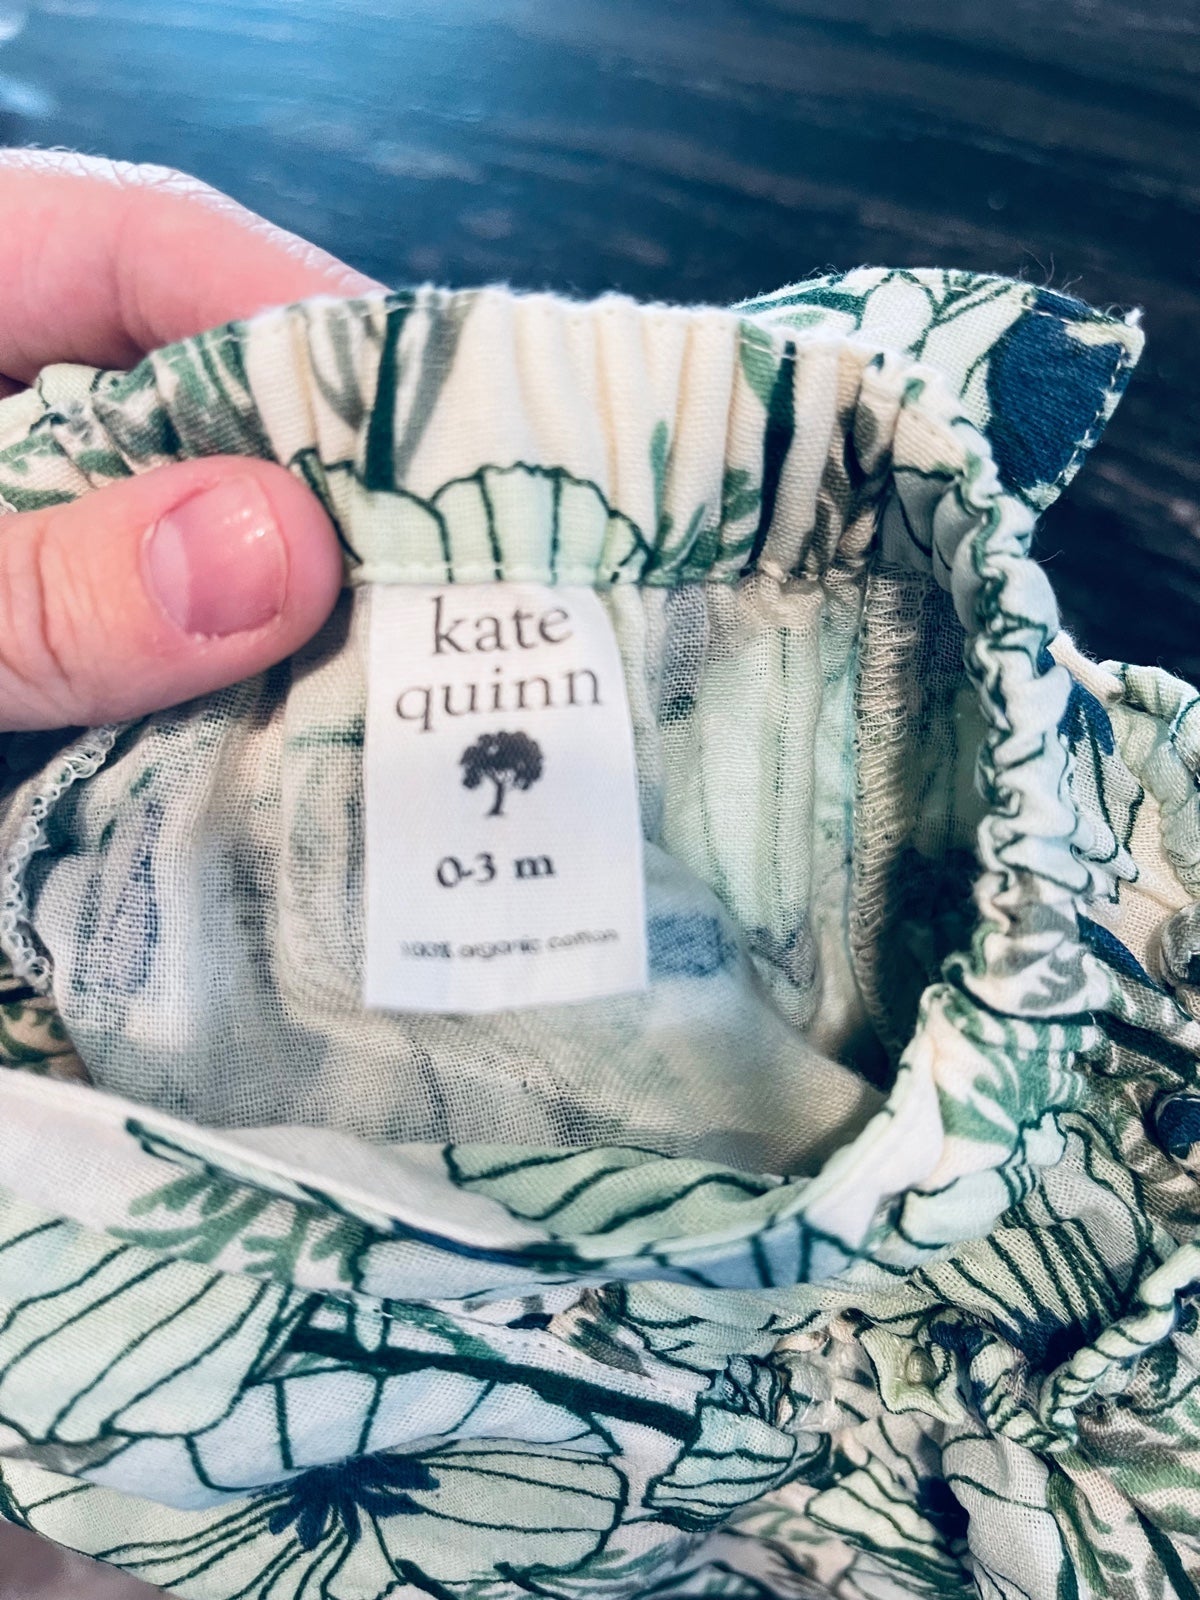 kate
quinn
0-3 m
100% organic cotton